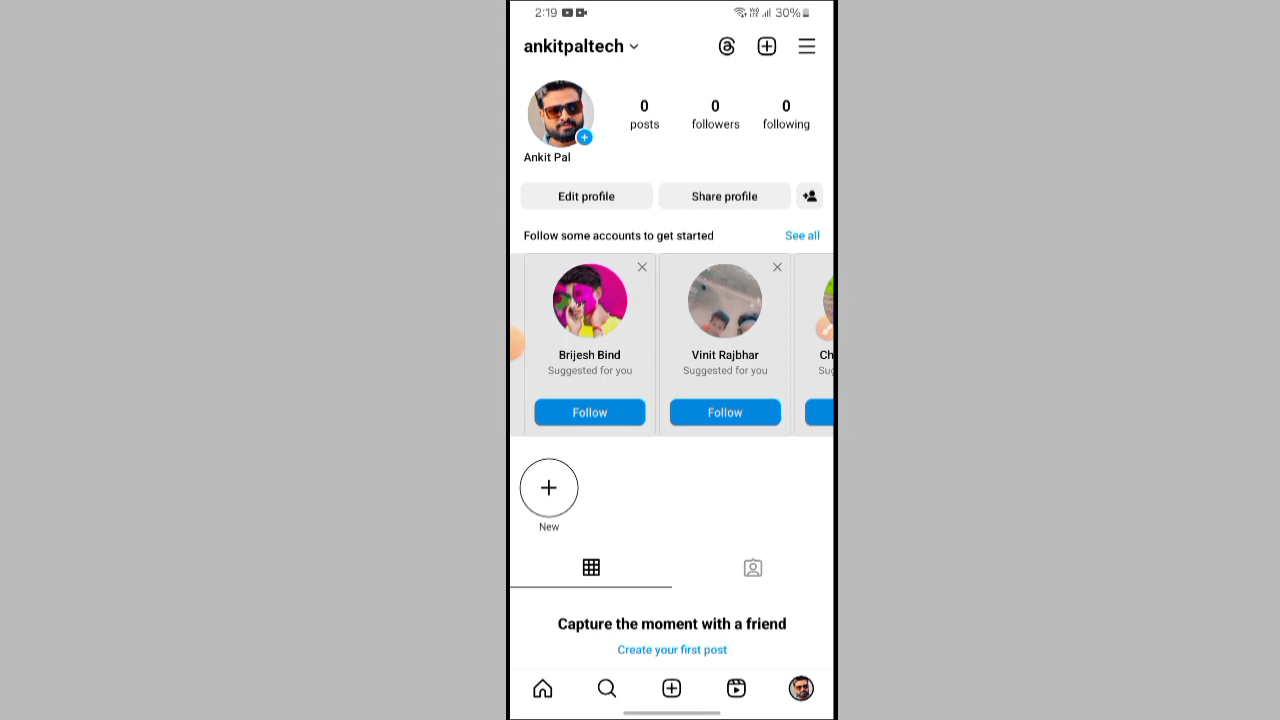 2:19 30%
ankitpaltech
0 0 0
posts followers following
Ankit Pal
Edit profile Share profile
Follow some accounts to get started See all
Brijesh Bind Vinit Rajbhar Ch
Suggested for you Suggested for you Sug
Follow Follow
New
Capture the moment with a friend
Create your first post